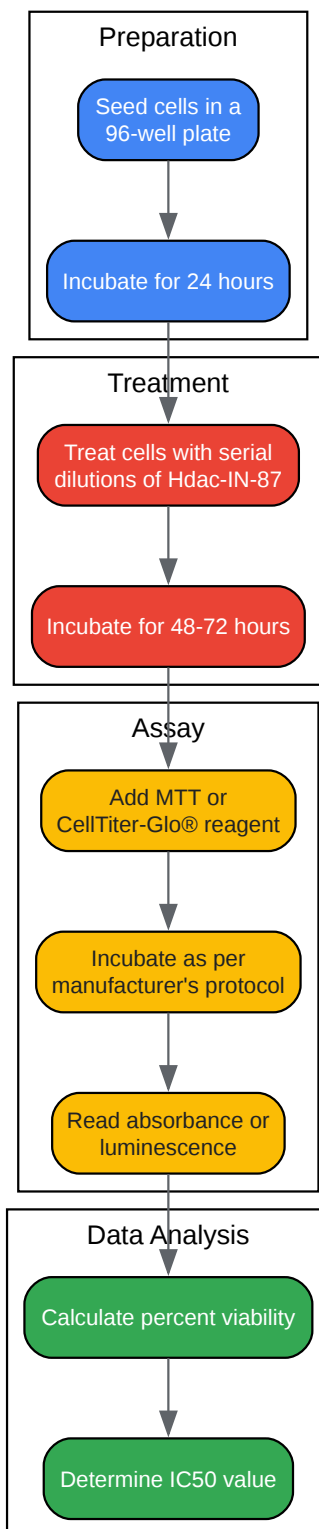 Preparation
Seed cells in a
96-well plate
Incubate for 24 hours
Treatment
Treat cells with serial
dilutions of Hdac-IN-87
Incubate for 48-72 hours
Assay
Add MTT or
CellTiter-Glo® reagent
Incubate as per
manufacturer's protocol
Read absorbance or
luminescence
Data Analysis
Calculate percent viability
Determine IC50 value